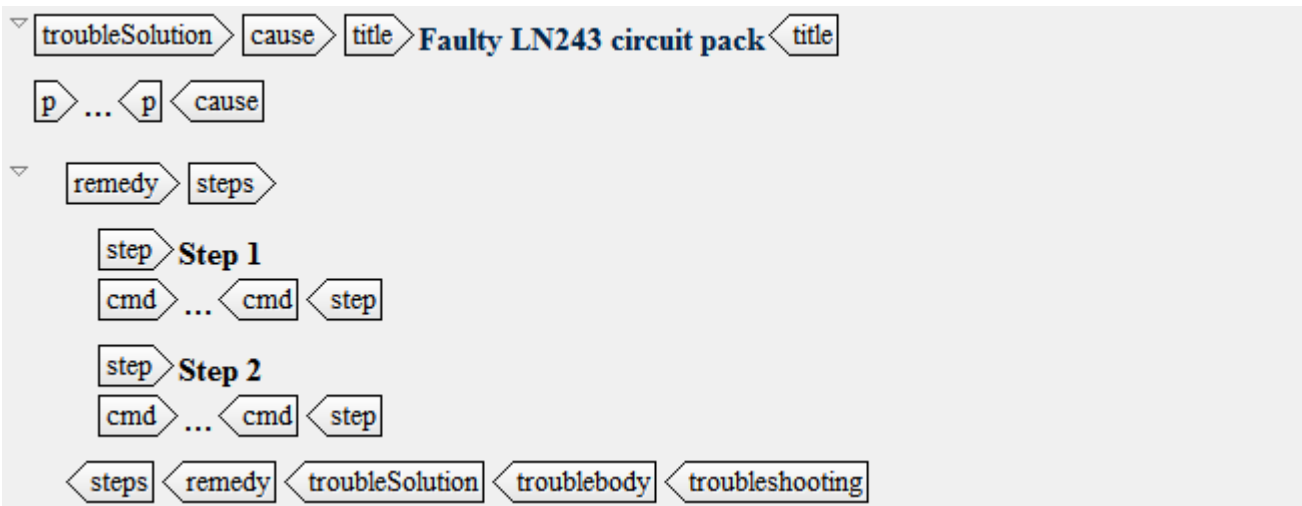 troubleSolution cause title Faulty LN243 circuit pack title
p ... p cause
remedy steps
step Step 1
cmd ... cmd step
step Step 2
cmd ... cmd step
steps remedy troubleSolution troublebody troubleshooting